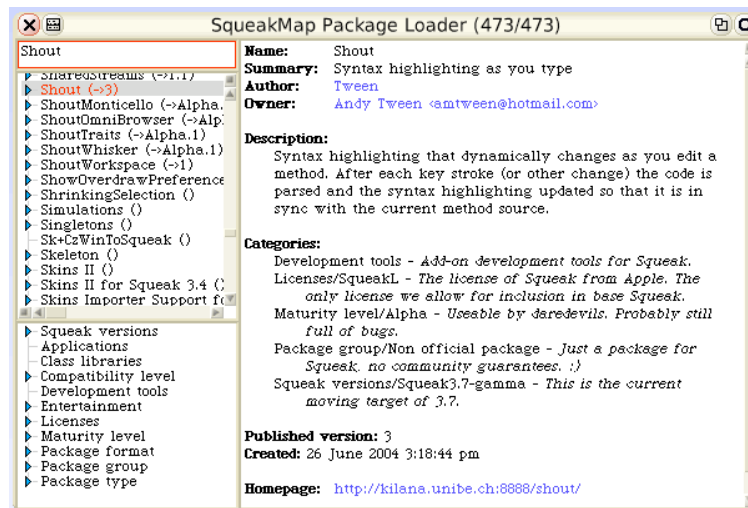 SqueakMap Package Loader (473/473)
Shout
SharedStreams (->1.1)
Shout (->3)
ShoutMonticello (->Alpha.
ShoutOmniBrowser (->Alp
ShoutTraits (->Alpha.1)
ShoutWhisker (->Alpha.1)
ShoutWorkspace (->1)
ShowOverdrawPreference
ShrinkingSelection ()
Simulations ()
Singletons ()
Sk+CzWinToSqueak ()
Skeleton ()
Skins II ()
Skins II for Squeak 3.4 ()
Skins Importer Support fo
Squeak versions
Applications
Class libraries
Compatibility level
Development tools
Entertainment
Licenses
Maturity level
Package format
Package group
Package type
Name: Shout
Summary: Syntax highlighting as you type
Author: Tween
Owner: Andy Tween <amtween@hotmail.com>
Description:
Syntax highlighting that dynamically changes as you edit a
method. After each key stroke (or other change) the code is
parsed and the syntax highlighting updated so that it is in
sync with the current method source.
Categories:
Development tools - Add-on development tools for Squeak.
Licenses/SqueakL - The license of Squeak from Apple. The
only license we allow for inclusion in base Squeak.
Maturity level/Alpha - Useable by daredevils. Probably still
full of bugs.
Package group/Non official package - Just a package for
Squeak, no community guarantees. :)
Squeak versions/Squeak3.7-gamma - This is the current
moving target of 3.7.
Published version: 3
Created: 26 June 2004 3:18:44 pm
Homepage: http://kilana.unibe.ch:8888/shout/